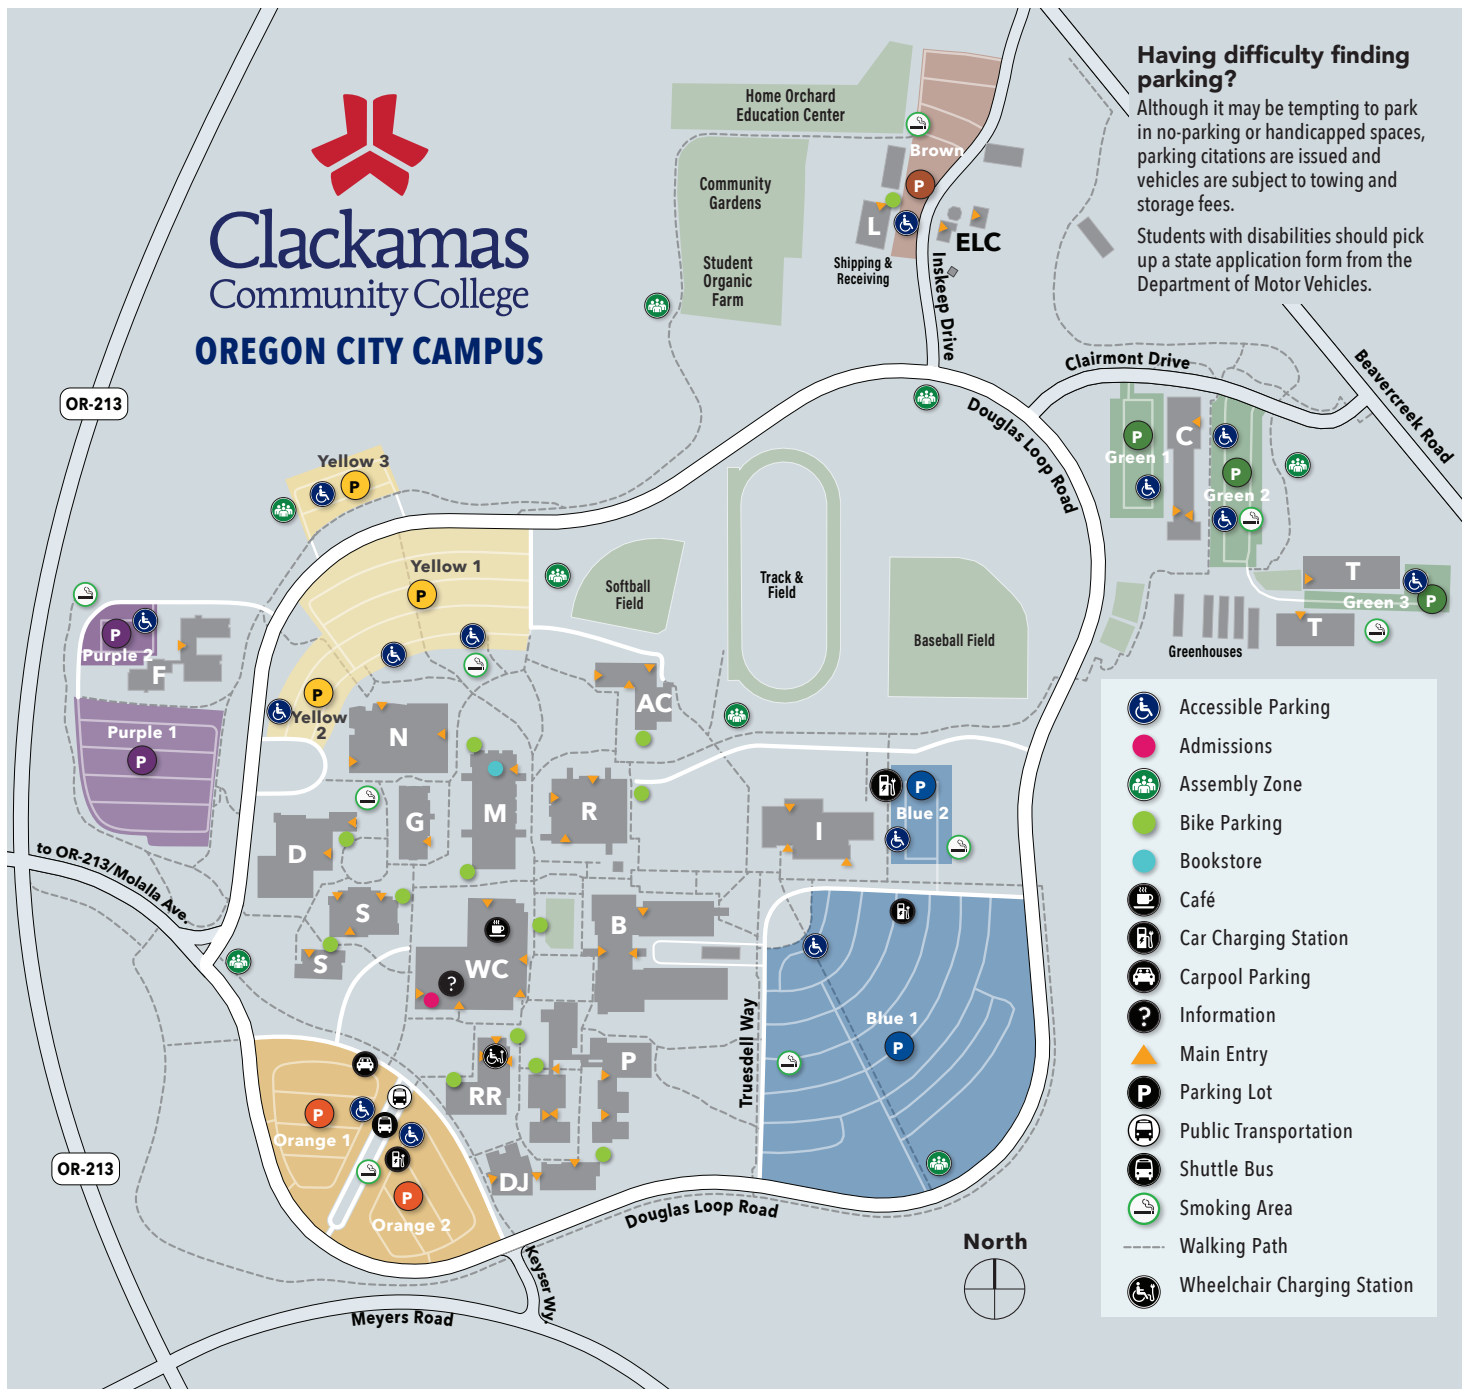 Clackamas
Community College
OREGON CITY CAMPUS
Having difficulty finding
parking?
Although it may be tempting to park
in no-parking or handicapped spaces,
parking citations are issued and
vehicles are subject to towing and
storage fees.
Students with disabilities should pick
up a state application form from the
Department of Motor Vehicles.
Home Orchard
Education Center
Community
Gardens
Student
Organic
Farm
Brown
P
L
Shipping &
Receiving
ELC
Inskeep Drive
Clairmont Drive
Beavercreek Road
Douglas Loop Road
OR-213
P
Green 1
C
P
Green 2
T
Green 3
P
T
Greenhouses
Yellow 3
P
Yellow 1
P
P
Yellow
2
Softball
Field
Track &
Field
Baseball Field
P
Purple 2
F
Purple 1
P
N
AC
M
R
G
D
I
P
Blue 2
S
S
WC
?
B
to OR-213/Molalla Ave.
Blue 1
P
Truesdell Way
P
RR
DJ
P
Orange 1
P
Orange 2
OR-213
Douglas Loop Road
Keyser Wy.
Meyers Road
North
Accessible Parking
Admissions
Assembly Zone
Bike Parking
Bookstore
Café
Car Charging Station
Carpool Parking
? Information
Main Entry
P Parking Lot
Public Transportation
Shuttle Bus
Smoking Area
Walking Path
Wheelchair Charging Station